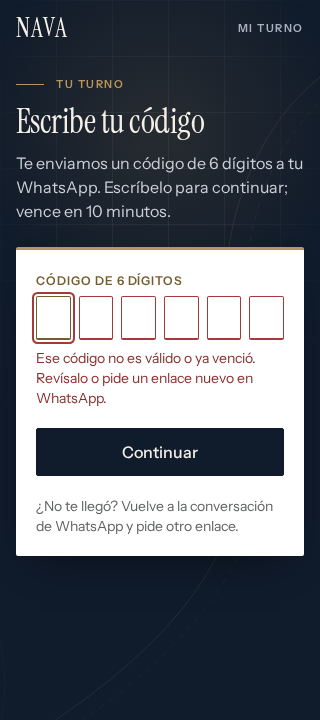 NAVA
MI TURNO
TU TURNO
Escribe tu código
Te enviamos un código de 6 dígitos a tu
WhatsApp. Escríbelo para continuar;
vence en 10 minutos.
CÓDIGO DE 6 DÍGITOS
Ese código no es válido o ya venció.
Revísalo o pide un enlace nuevo en
WhatsApp.
Continuar
¿No te llegó? Vuelve a la conversación
de WhatsApp y pide otro enlace.